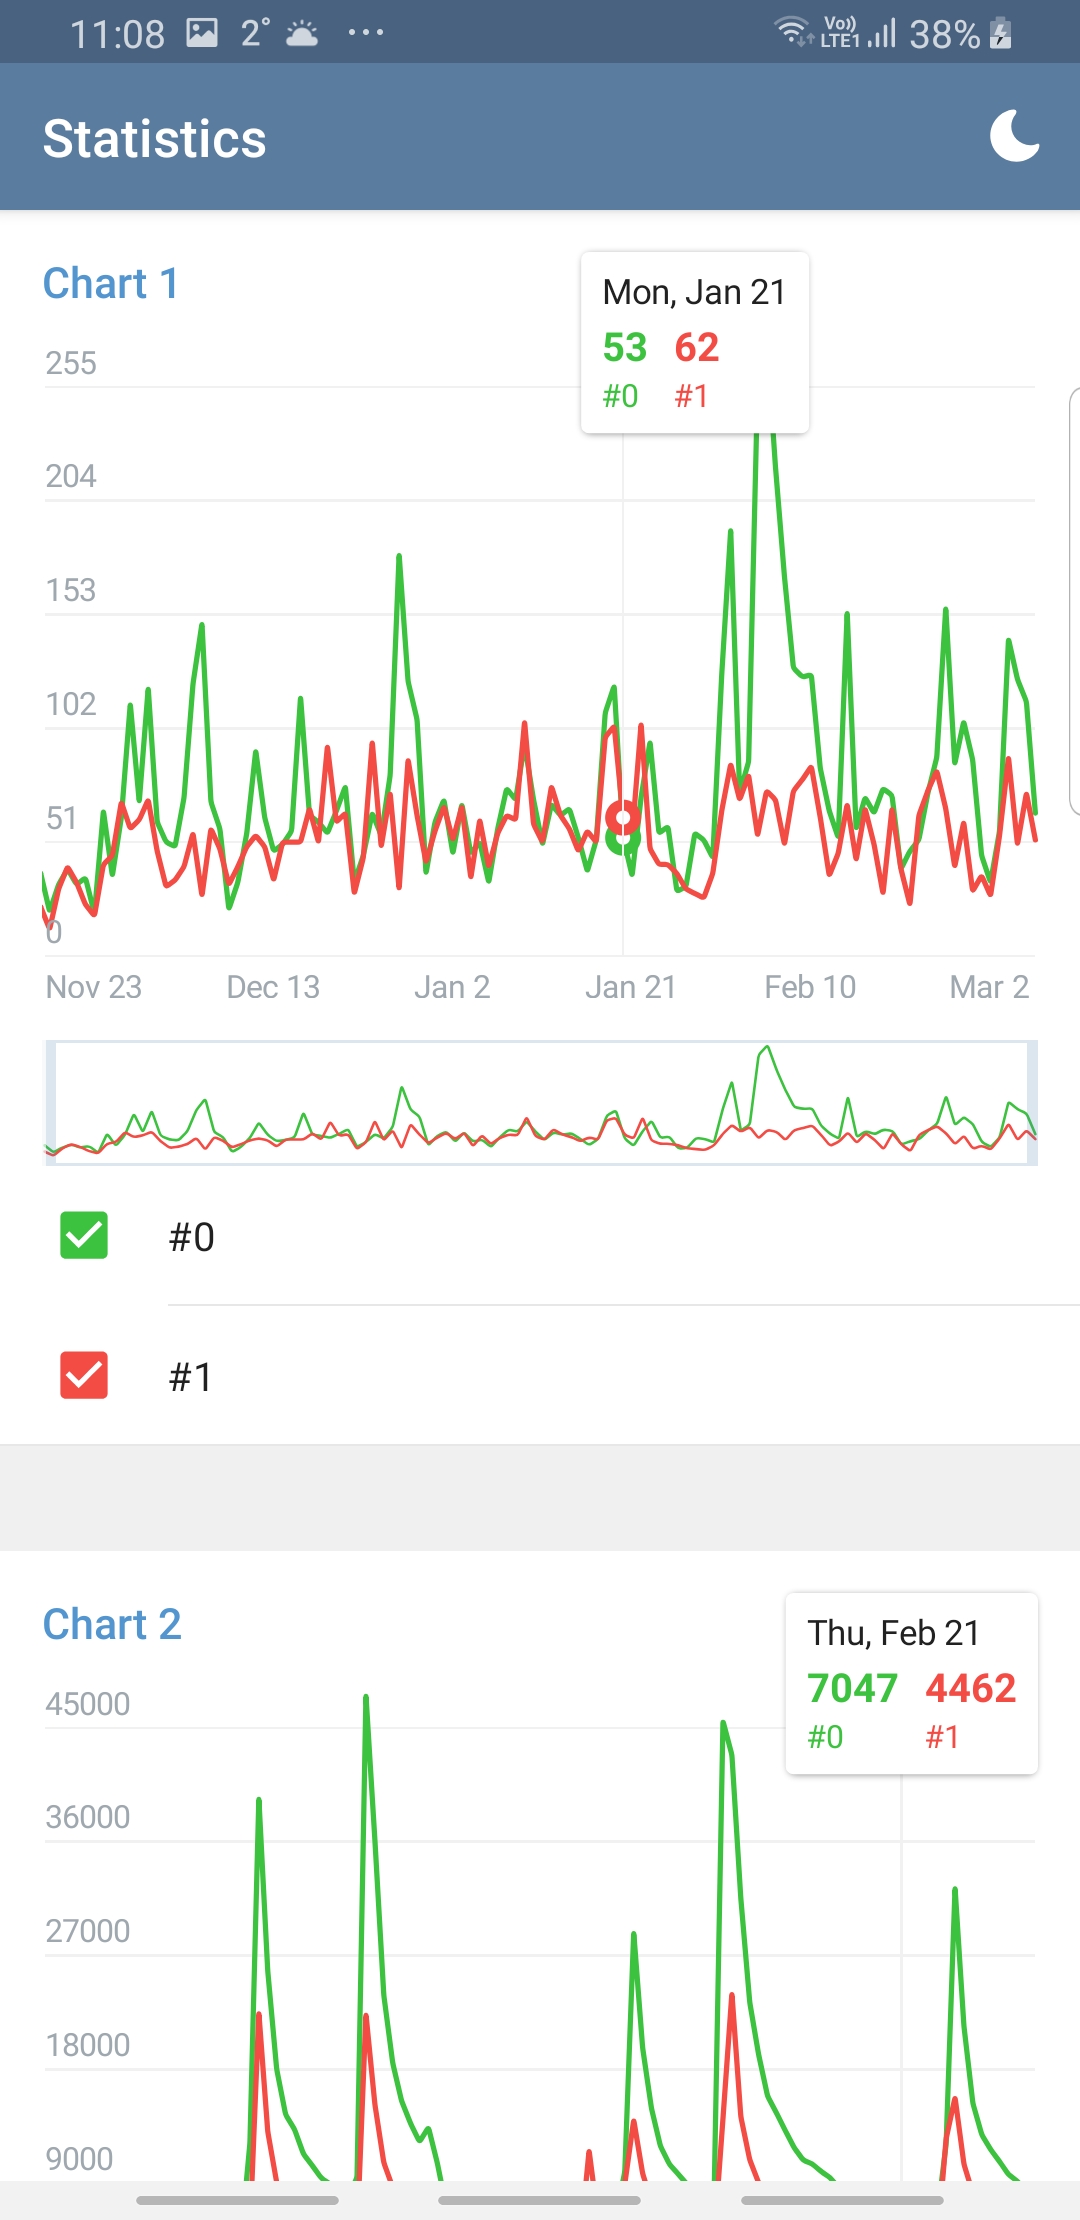 11:08 2° ... Vo)) LTE1 38%
Statistics
Chart 1
Mon, Jan 21
53 62
#0 #1
255
204
153
102
51
0
Nov 23 Dec 13 Jan 2 Jan 21 Feb 10 Mar 2
#0
#1
Chart 2
Thu, Feb 21
7047 4462
#0 #1
45000
36000
27000
18000
9000